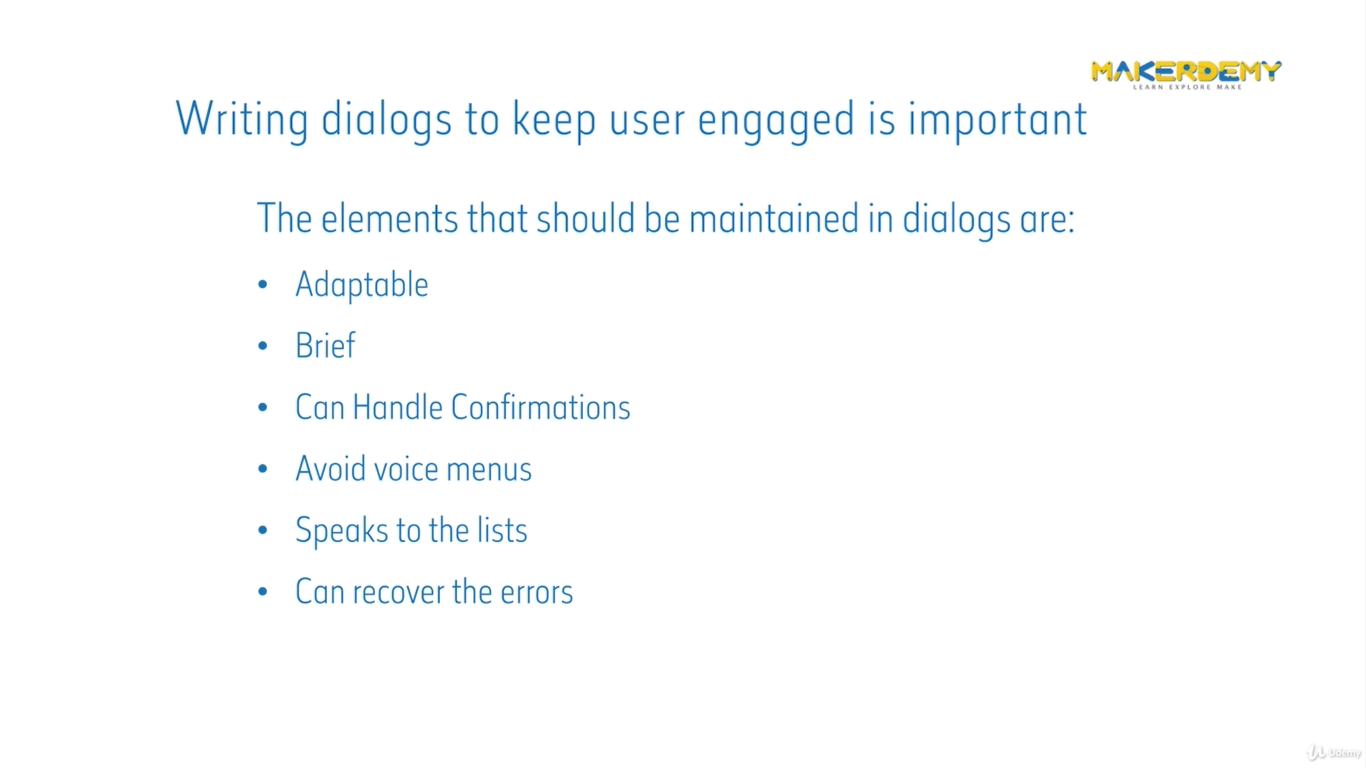 MAKERDEMY
LEARN EXPLORE MAKE
Writing dialogs to keep user engaged is important
The elements that should be maintained in dialogs are:
• Adaptable
• Brief
• Can Handle Confirmations
• Avoid voice menus
• Speaks to the lists
• Can recover the errors
Udemy